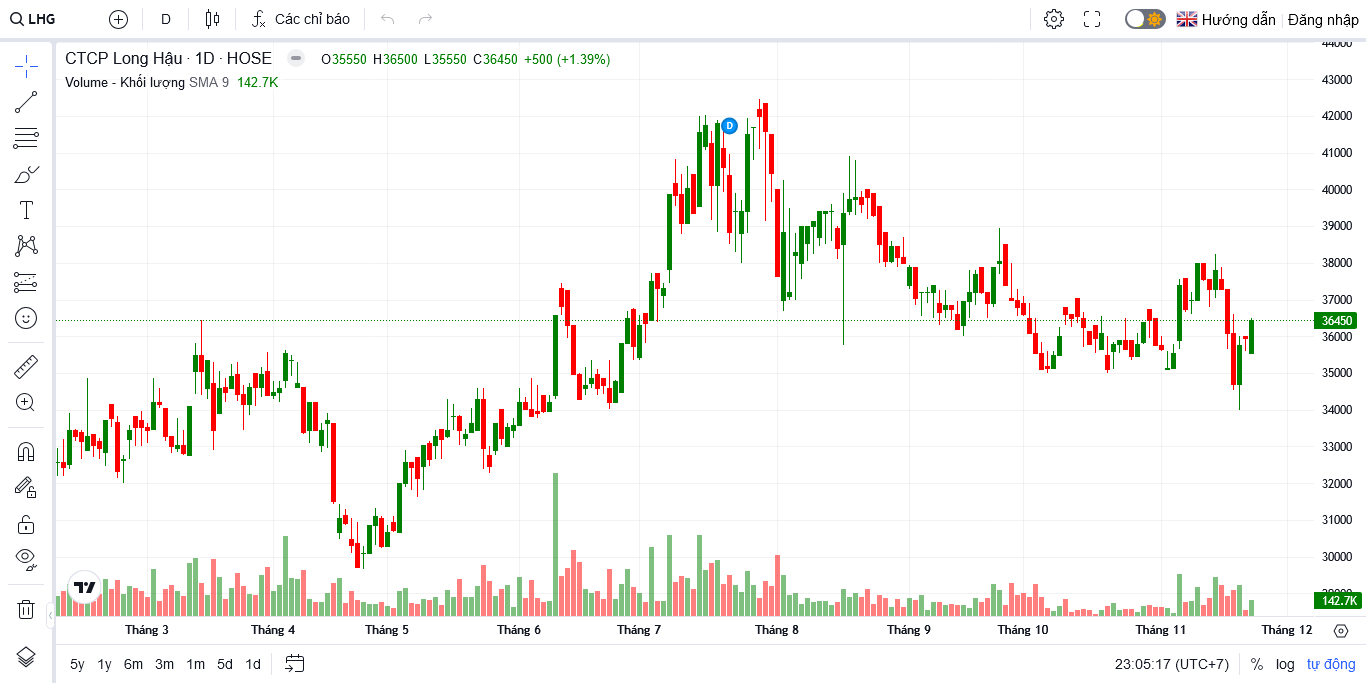 LHG D Các chỉ báo Hướng dẫn Đăng nhập
CTCP Long Hậu · 1D · HOSE O35550 H36500 L35550 C36450 +500 (+1.39%)
Volume - Khối lượng SMA 9 142.7K
D
44000
43000
42000
41000
40000
39000
38000
37000
36450
36000
35000
34000
33000
32000
31000
30000
142.7K
Tháng 3 Tháng 4 Tháng 5 Tháng 6 Tháng 7 Tháng 8 Tháng 9 Tháng 10 Tháng 11 Tháng 12
5y 1y 6m 3m 1m 5d 1d 23:05:17 (UTC+7) % log tự động